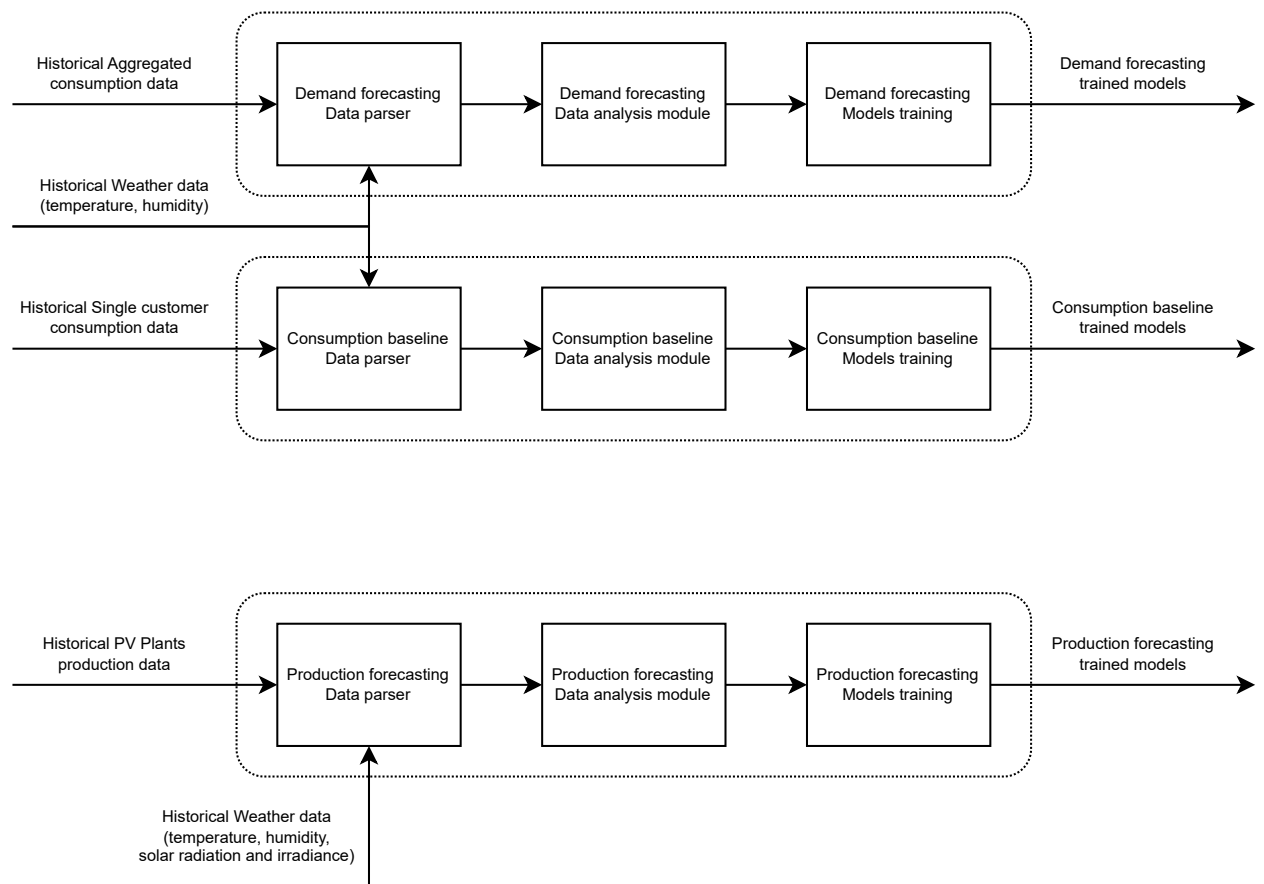 Historical Aggregated
consumption data
Demand forecasting
Data parser
Demand forecasting
Data analysis module
Demand forecasting
Models training
Demand forecasting
trained models
Historical Weather data
(temperature, humidity)
Historical Single customer
consumption data
Consumption baseline
Data parser
Consumption baseline
Data analysis module
Consumption baseline
Models training
Consumption baseline
trained models
Historical PV Plants
production data
Production forecasting
Data parser
Production forecasting
Data analysis module
Production forecasting
Models training
Production forecasting
trained models
Historical Weather data
(temperature, humidity,
solar radiation and irradiance)